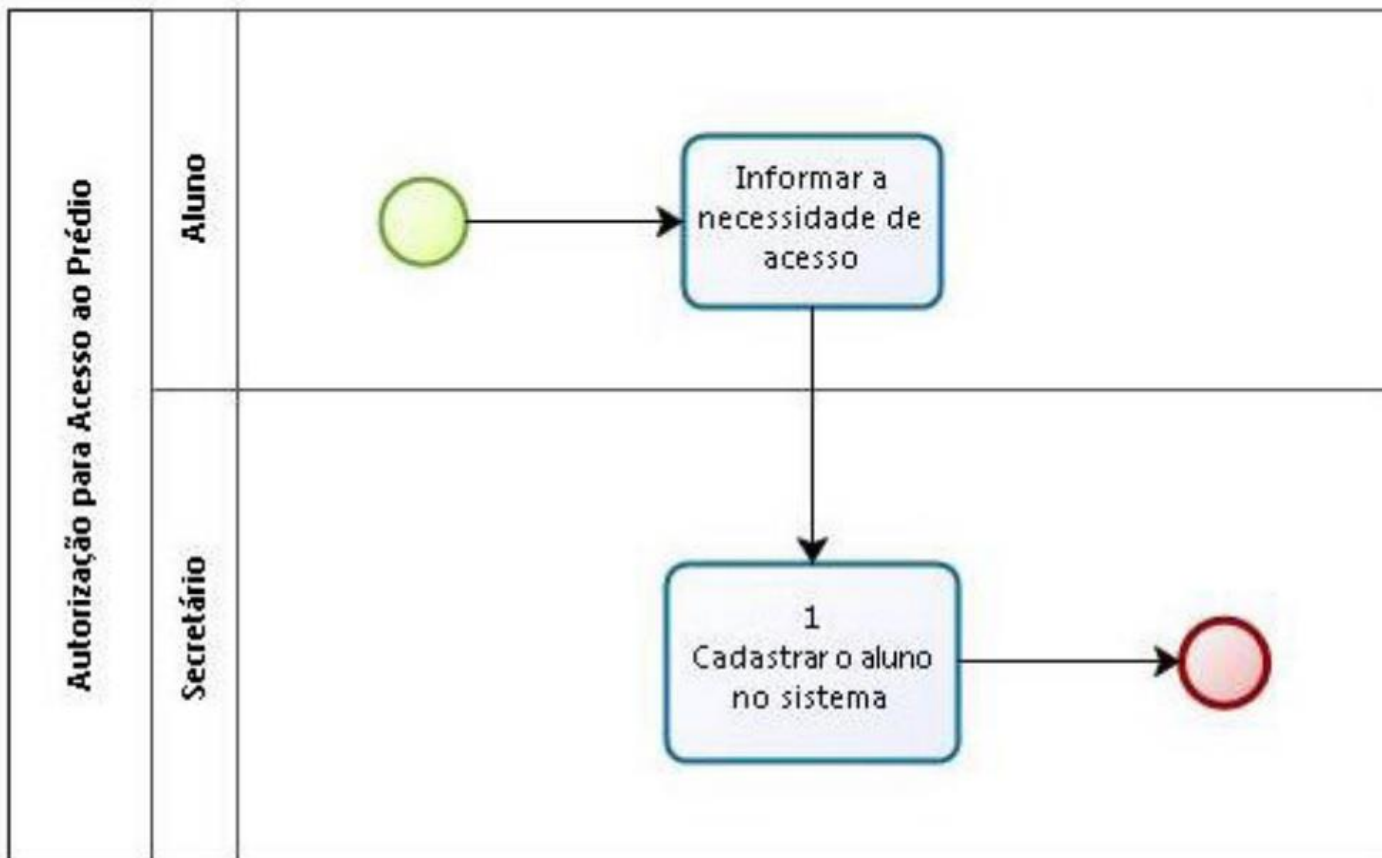 Autorização para Acesso ao Prédio
Aluno
Informar a
necessidade de
acesso
Secretário
1
Cadastrar o aluno
no sistema